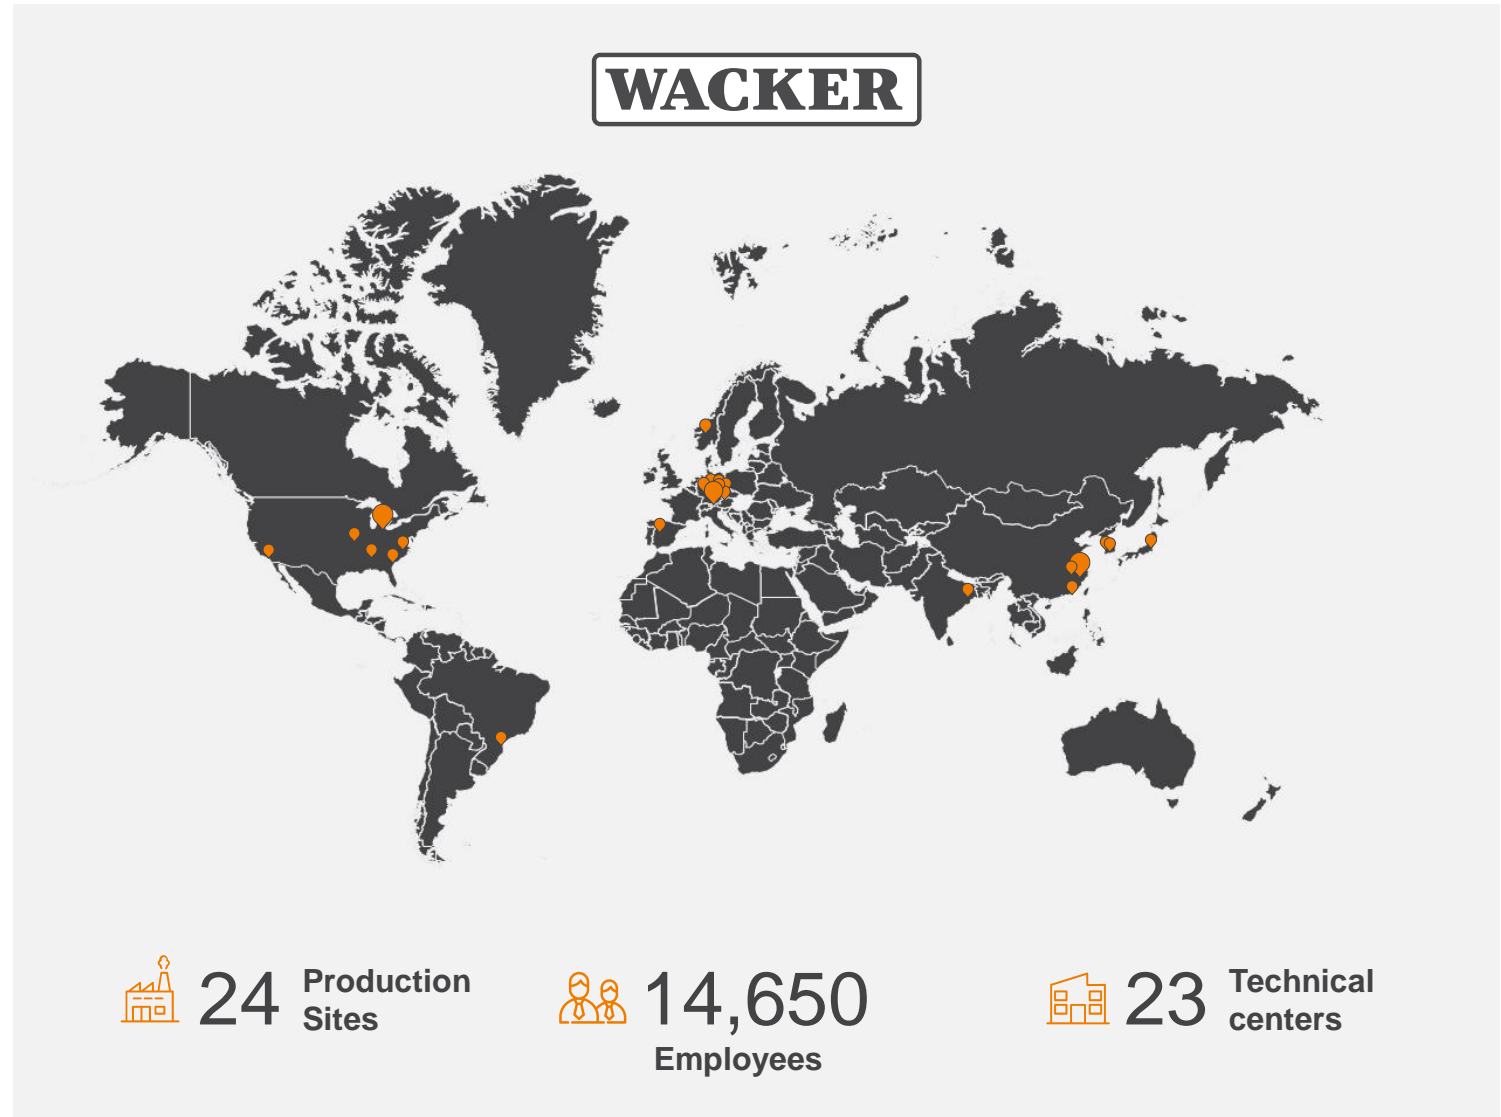 WACKER
24 Production
Sites
14,650
Employees
23 Technical
centers